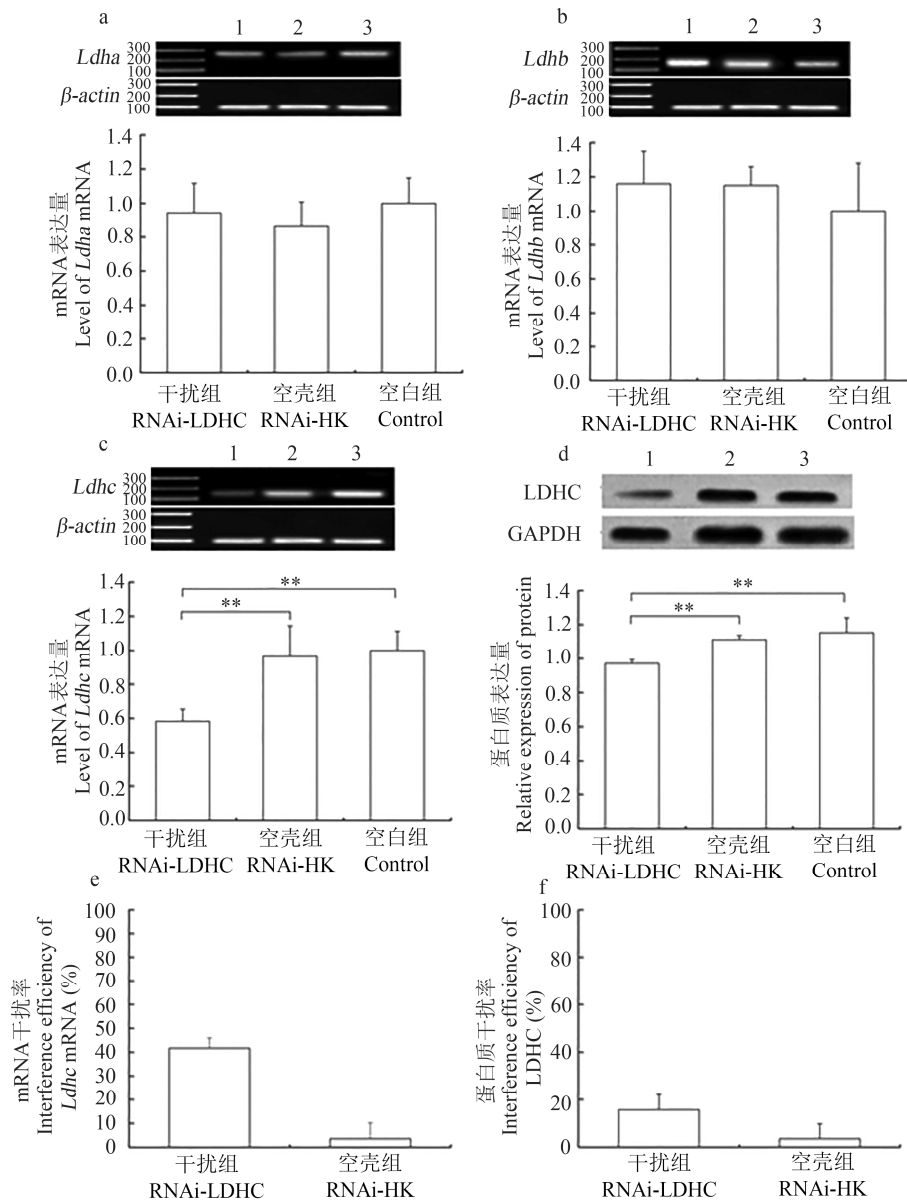 a
1 2 3
Ldha
300
200
100
β-actin
300
200
100
mRNA表达量
Level of Ldha mRNA
1.4
1.2
1.0
0.8
0.6
0.4
0.2
0.0
干扰组 空壳组 空白组
RNAi-LDHC RNAi-HK Control
b
1 2 3
Ldhb
300
200
100
β-actin
300
200
100
mRNA表达量
Level of Ldhb mRNA
1.4
1.2
1.0
0.8
0.6
0.4
0.2
0.0
干扰组 空壳组 空白组
RNAi-LDHC RNAi-HK Control
c
1 2 3
Ldhc
300
200
100
β-actin
300
200
100
mRNA表达量
Level of Ldhc mRNA
1.4
1.2
1.0
0.8
0.6
0.4
0.2
0.0
**
**
干扰组 空壳组 空白组
RNAi-LDHC RNAi-HK Control
d
1 2 3
LDHC
GAPDH
蛋白质表达量
Relative expression of protein
1.4
1.2
1.0
0.8
0.6
0.4
0.2
0.0
**
**
干扰组 空壳组 空白组
RNAi-LDHC RNAi-HK Control
e
mRNA干扰率
Interference efficiency of
Ldhc mRNA (%)
100
90
80
70
60
50
40
30
20
10
0
干扰组 空壳组
RNAi-LDHC RNAi-HK
f
蛋白质干扰率
Interference efficiency of
LDHC (%)
100
80
60
40
20
0
干扰组 空壳组
RNAi-LDHC RNAi-HK